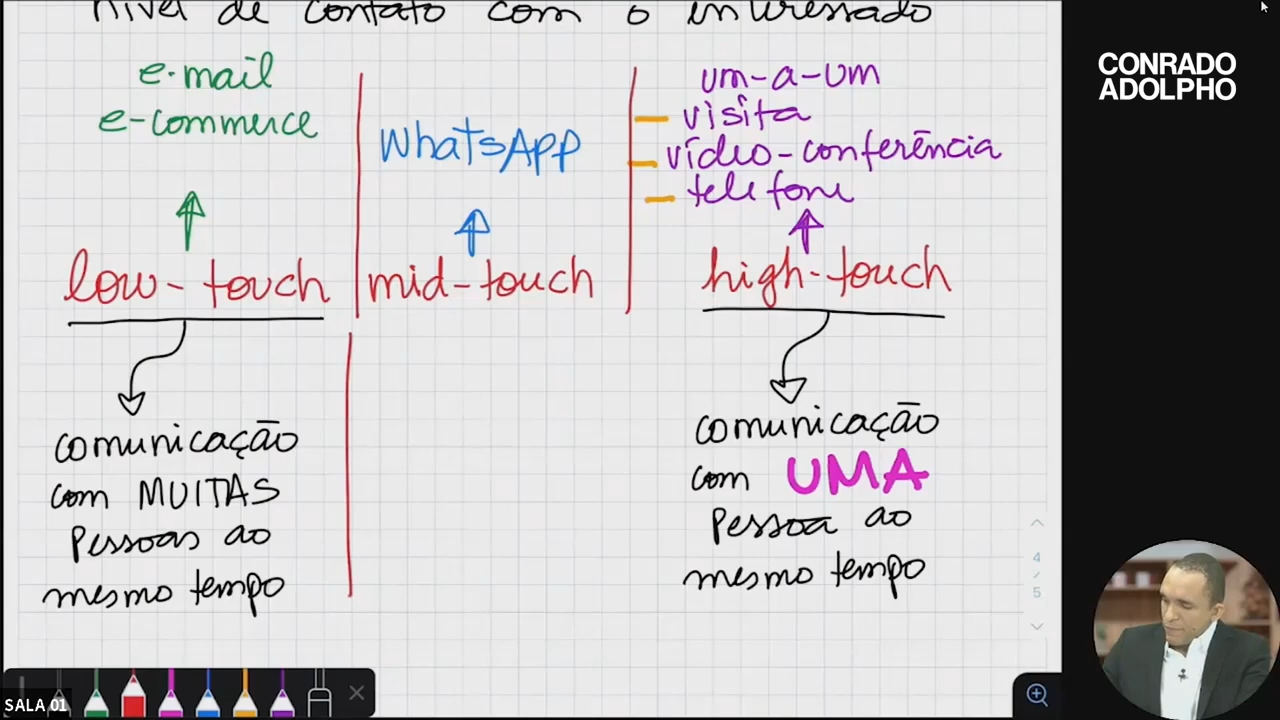 nível de contato com o interessado
e-mail
e-commerce
WhatsApp
um-a-um
visita
vídeo-conferência
telefone
low-touch
mid-touch
high-touch
comunicação
com MUITAS
Pessoas ao
mesmo tempo
comunicação
com UMA
Pessoa ao
mesmo tempo
CONRADO
ADOLPHO
4
/
5
SALA 01